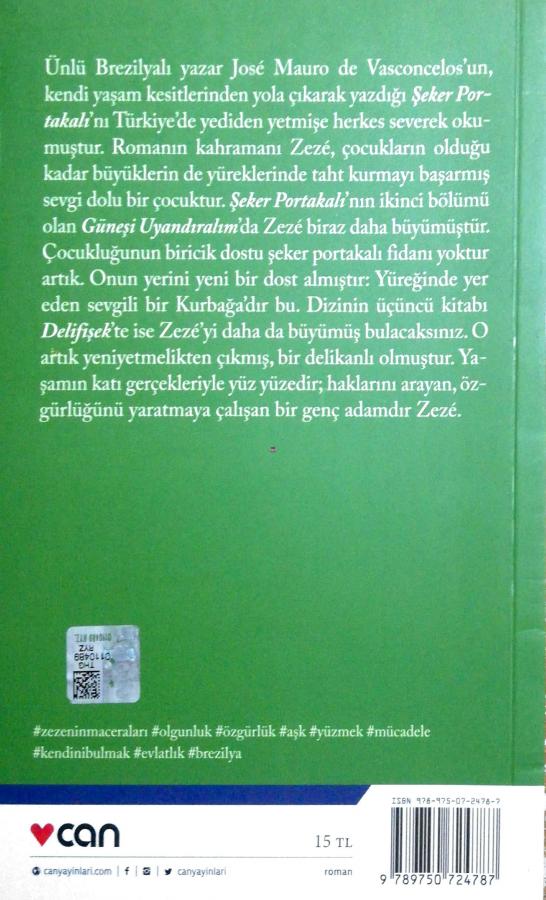 Ünlü Brezilyalı yazar José Mauro de Vasconcelos'un,
kendi yaşam kesitlerinden yola çıkarak yazdığı Şeker Por-
takalı'nı Türkiye'de yediden yetmişe herkes severek oku-
muştur. Romanın kahramanı Zezé, çocukların olduğu
kadar büyüklerin de yüreklerinde taht kurmayı başarmış
sevgi dolu bir çocuktur. Şeker Portakalı'nın ikinci bölümü
olan Güneşi Uyandıralım'da Zezé biraz daha büyümüştür.
Çocukluğunun biricik dostu şeker portakalı fidanı yoktur
artık. Onun yerini yeni bir dost almıştır: Yüreğinde yer
eden sevgili bir Kurbağa'dır bu. Dizinin üçüncü kitabı
Delifişek'te ise Zezé'yi daha da büyümüş bulacaksınız. O
artık yeniyetmelikten çıkmış, bir delikanlı olmuştur. Ya-
şamın katı gerçekleriyle yüz yüzedir; haklarını arayan, öz-
gürlüğünü yaratmaya çalışan bir genç adamdır Zezé.
0110489 RYZ
0110489
RYZ
THG
#zezeninmaceraları #olgunluk #özgürlük #aşk #yüzmek #mücadele
#kendinibulmak #evlatlık #brezilya
ISBN 978-975-07-2478-7
can
15 TL
canyayinlari.com | f | canyayinlari
roman
9 789750 724787